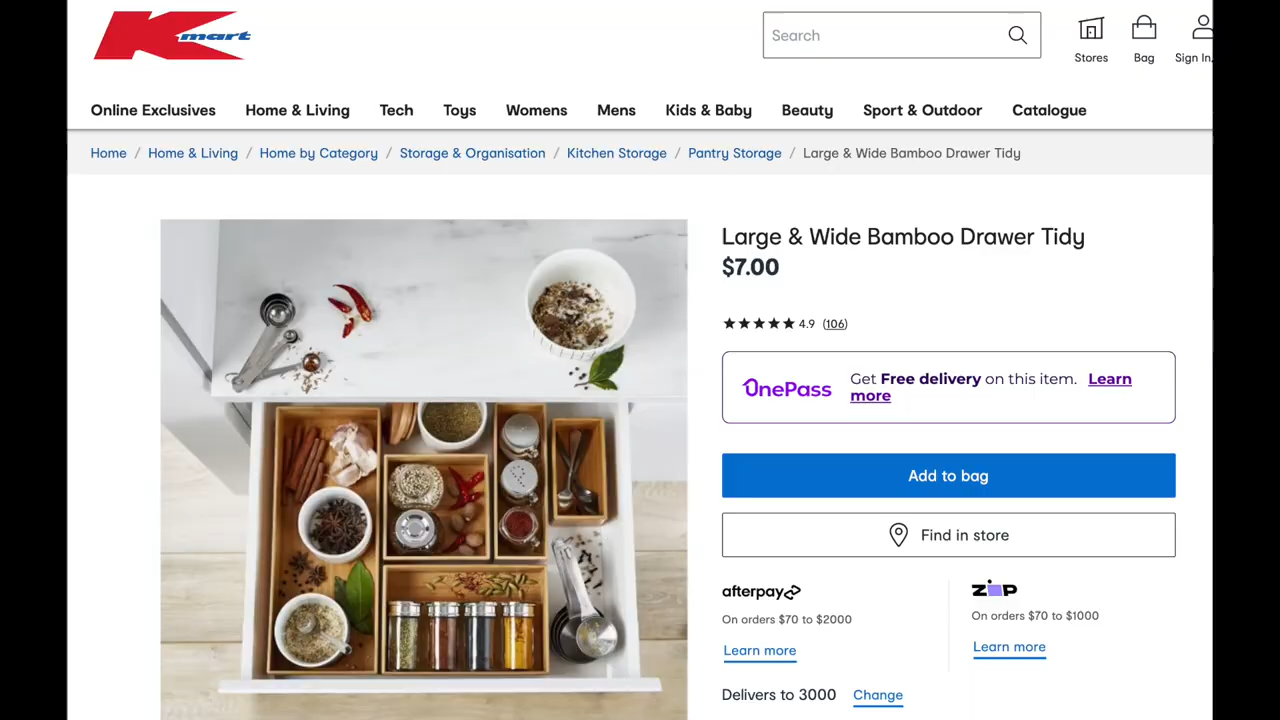 Kmart
Search
Stores
Bag
Sign In,
Online Exclusives
Home & Living
Tech
Toys
Womens
Mens
Kids & Baby
Beauty
Sport & Outdoor
Catalogue
Home / Home & Living / Home by Category / Storage & Organisation / Kitchen Storage / Pantry Storage / Large & Wide Bamboo Drawer Tidy
Large & Wide Bamboo Drawer Tidy
$7.00
4.9 (106)
OnePass
Get Free delivery on this item. Learn
more
Add to bag
Find in store
afterpay
On orders $70 to $2000
Learn more
zip
On orders $70 to $1000
Learn more
Delivers to 3000 Change